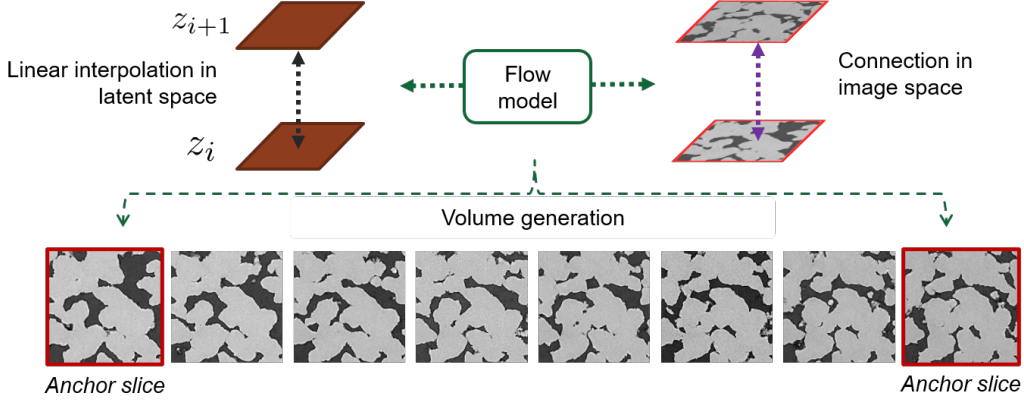 z_{i+1}
Linear interpolation in
latent space
z_i
Flow
model
Connection in
image space
Volume generation
Anchor slice
Anchor slice